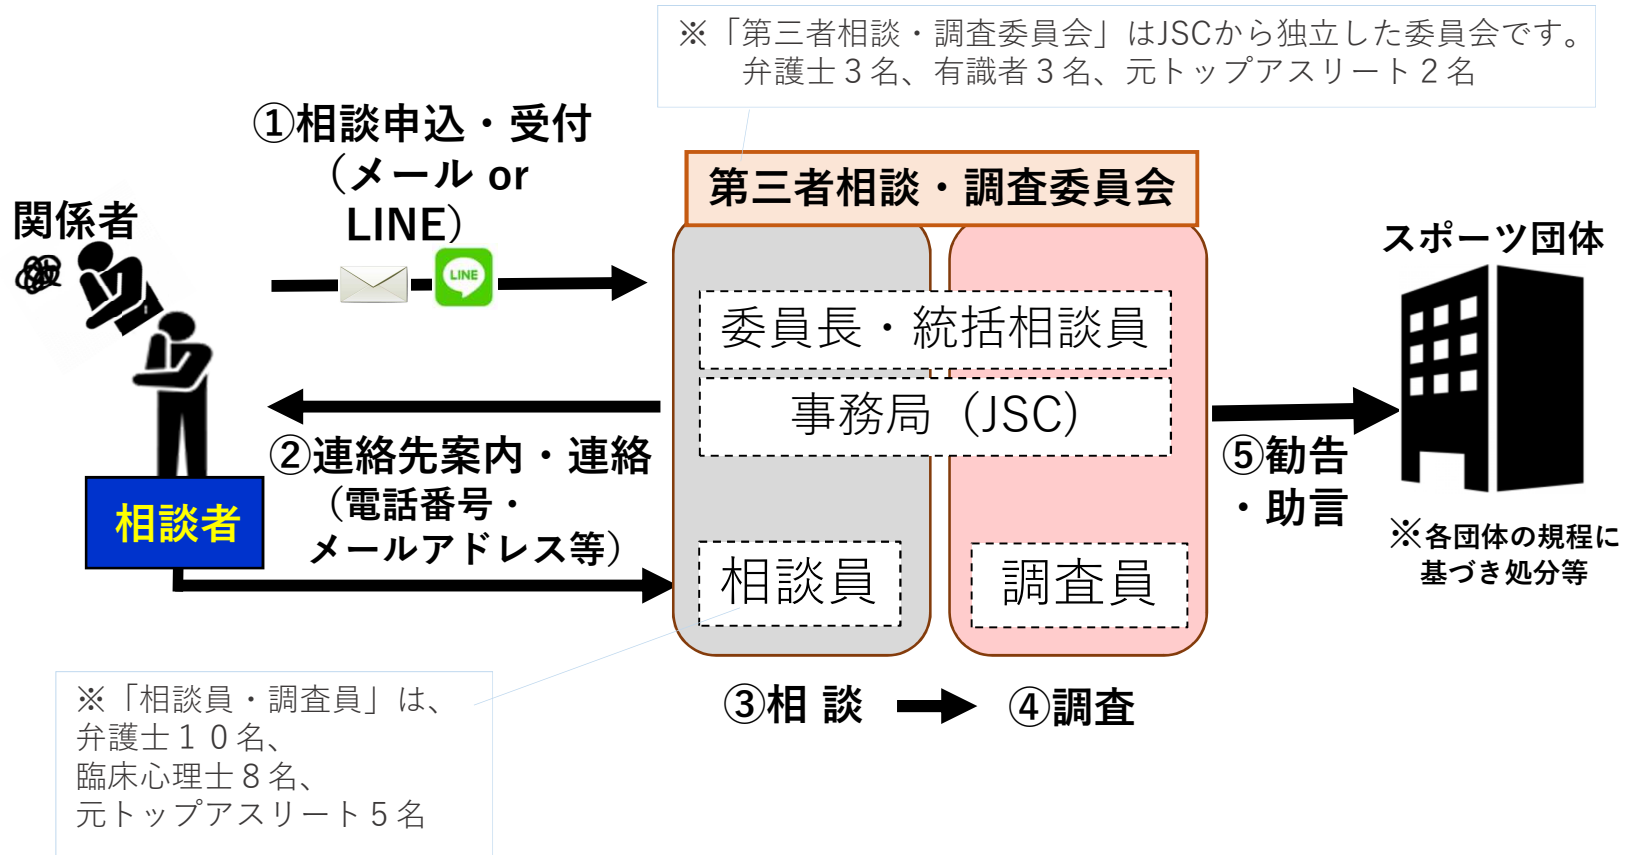 ※「第三者相談・調査委員会」はJSCから独立した委員会です。
弁護士３名、有識者３名、元トップアスリート２名
①相談申込・受付
（メール or
LINE）
関係者
LINE
第三者相談・調査委員会
スポーツ団体
委員長・統括相談員
事務局（JSC）
②連絡先案内・連絡
（電話番号・
メールアドレス等）
相談者
⑤勧告
・助言
※各団体の規程に
基づき処分等
相談員
調査員
③相 談
④調査
※「相談員・調査員」は、
弁護士１０名、
臨床心理士８名、
元トップアスリート５名